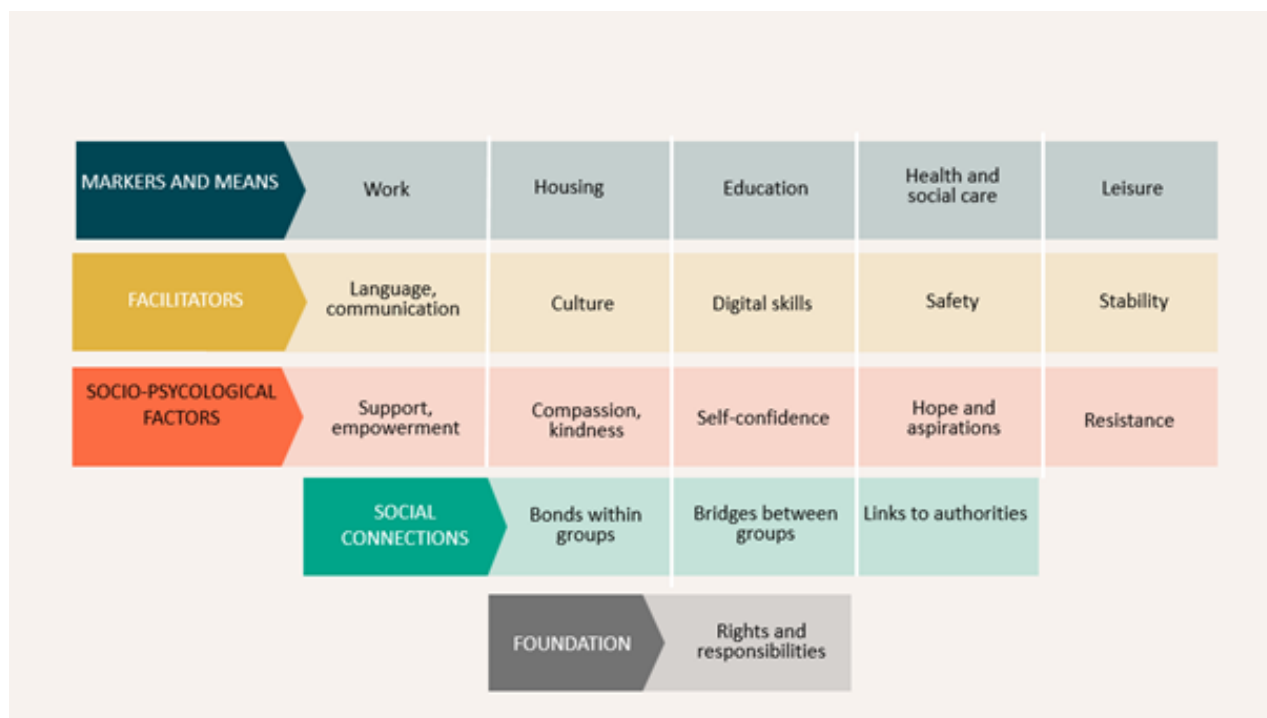 MARKERS AND MEANS
Work
Housing
Education
Health and
social care
Leisure
FACILITATORS
Language,
communication
Culture
Digital skills
Safety
Stability
SOCIO-PSYCOLOGICAL
FACTORS
Support,
empowerment
Compassion,
kindness
Self-confidence
Hope and
aspirations
Resistance
SOCIAL
CONNECTIONS
Bonds within
groups
Bridges between
groups
Links to authorities
FOUNDATION
Rights and
responsibilities